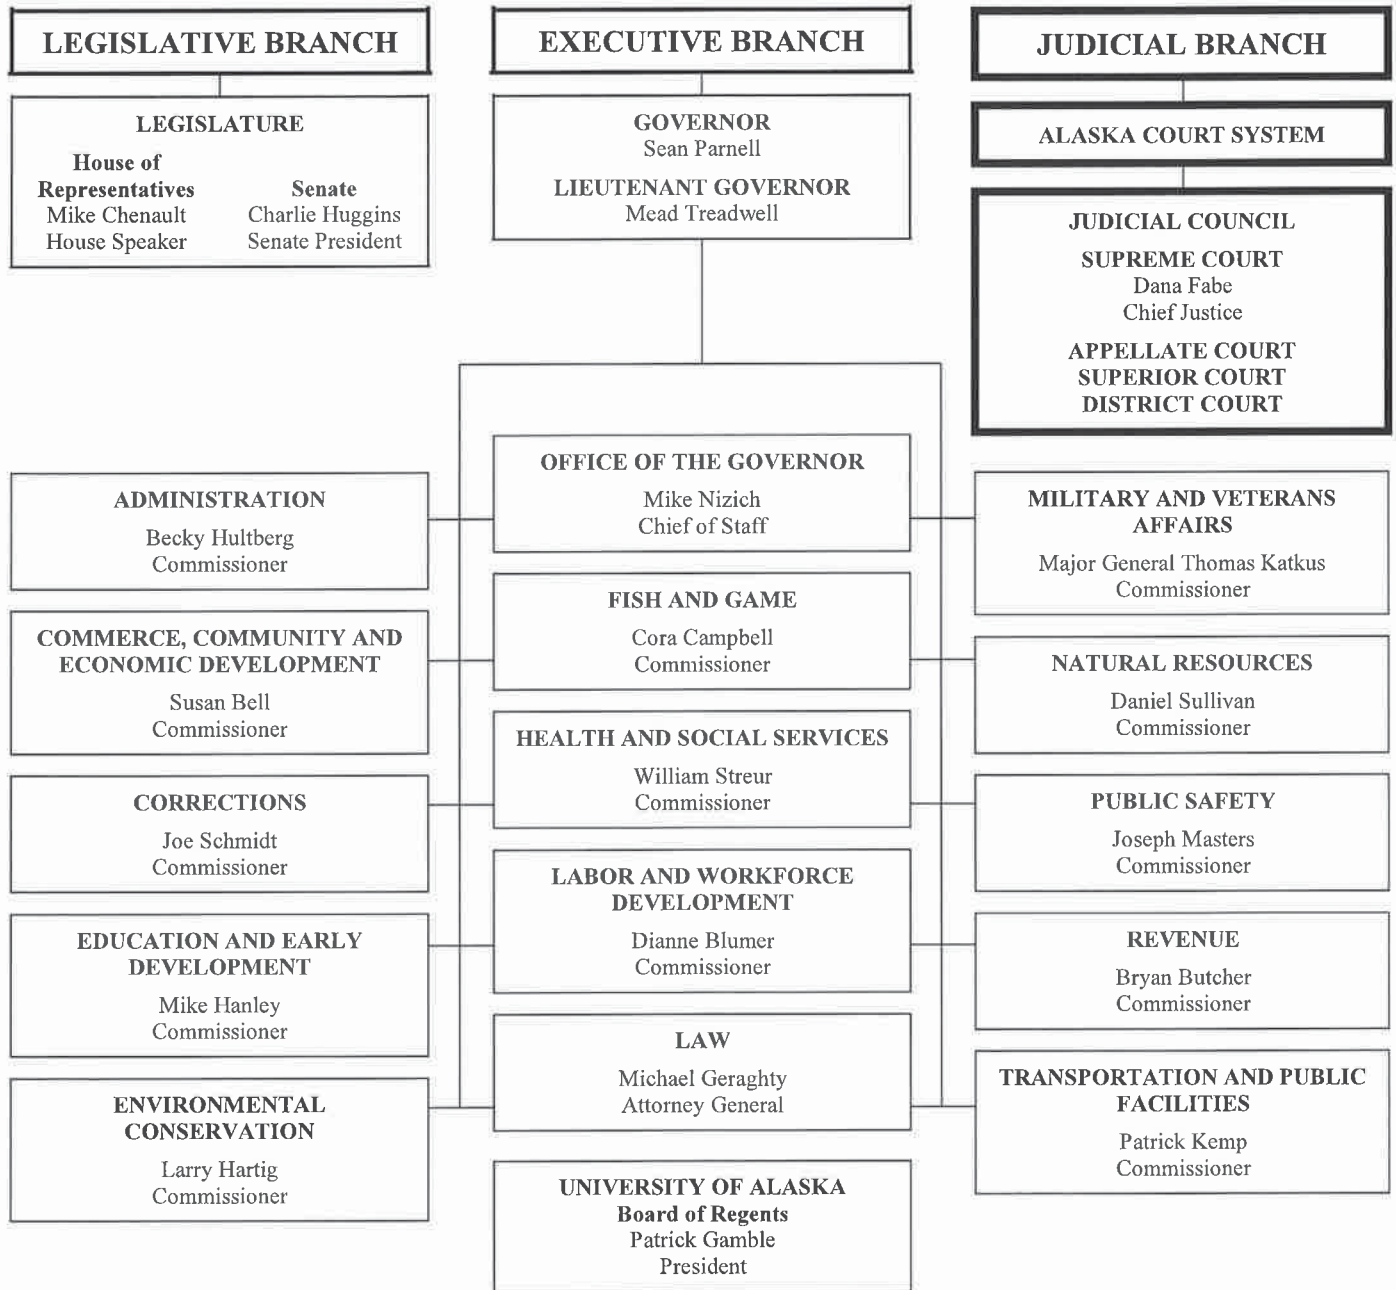 LEGISLATIVE BRANCH
LEGISLATURE
House of
Representatives
Mike Chenault
House Speaker
Senate
Charlie Huggins
Senate President
EXECUTIVE BRANCH
GOVERNOR
Sean Parnell
LIEUTENANT GOVERNOR
Mead Treadwell
JUDICIAL BRANCH
ALASKA COURT SYSTEM
JUDICIAL COUNCIL
SUPREME COURT
Dana Fabe
Chief Justice
APPELLATE COURT
SUPERIOR COURT
DISTRICT COURT
ADMINISTRATION
Becky Hultberg
Commissioner
COMMERCE, COMMUNITY AND
ECONOMIC DEVELOPMENT
Susan Bell
Commissioner
CORRECTIONS
Joe Schmidt
Commissioner
EDUCATION AND EARLY
DEVELOPMENT
Mike Hanley
Commissioner
ENVIRONMENTAL
CONSERVATION
Larry Hartig
Commissioner
OFFICE OF THE GOVERNOR
Mike Nizich
Chief of Staff
FISH AND GAME
Cora Campbell
Commissioner
HEALTH AND SOCIAL SERVICES
William Streur
Commissioner
LABOR AND WORKFORCE
DEVELOPMENT
Dianne Blumer
Commissioner
LAW
Michael Geraghty
Attorney General
UNIVERSITY OF ALASKA
Board of Regents
Patrick Gamble
President
MILITARY AND VETERANS
AFFAIRS
Major General Thomas Katkus
Commissioner
NATURAL RESOURCES
Daniel Sullivan
Commissioner
PUBLIC SAFETY
Joseph Masters
Commissioner
REVENUE
Bryan Butcher
Commissioner
TRANSPORTATION AND PUBLIC
FACILITIES
Patrick Kemp
Commissioner